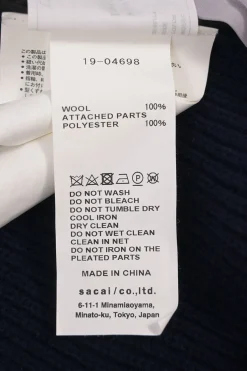 19-04698
WOOL 100%
ATTACHED PARTS
POLYESTER 100%
DO NOT WASH
DO NOT BLEACH
DO NOT TUMBLE DRY
COOL IRON
DRY CLEAN
DO NOT WET CLEAN
CLEAN IN NET
DO NOT IRON ON THE
PLEATED PARTS
MADE IN CHINA
sacai/co.,ltd.
6-11-1 Minamiaoyama,
Minato-ku, Tokyo, Japan